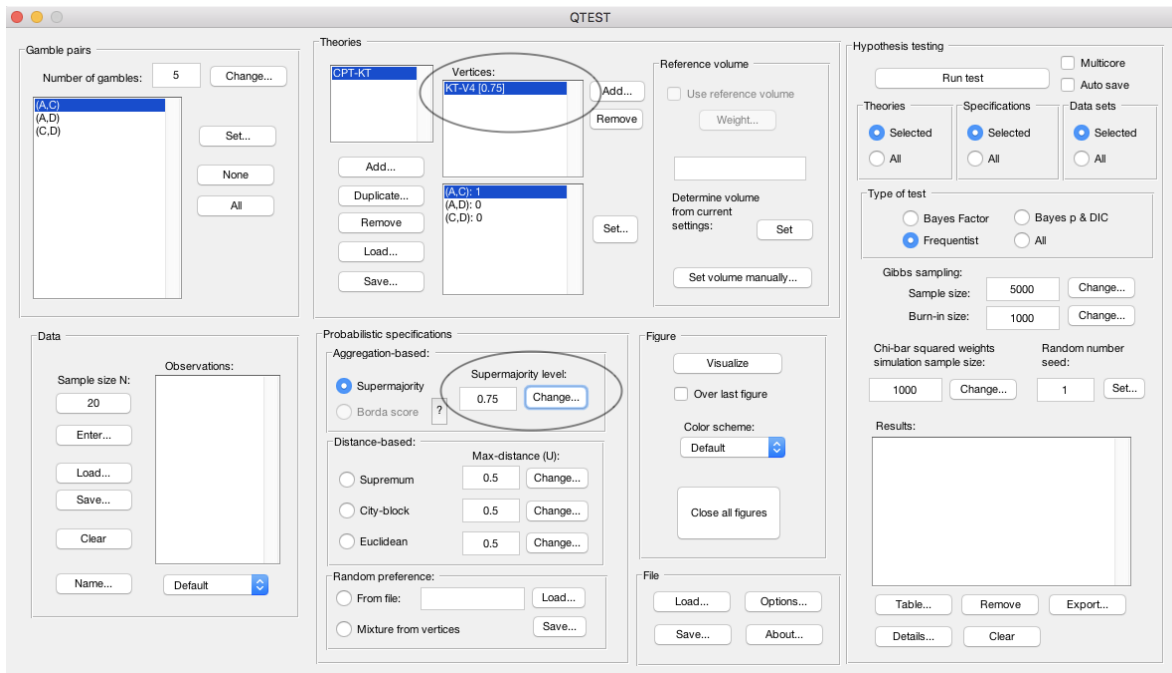 QTEST
Gamble pairs
Number of gambles: 5 Change...
(A,C)
(A,D)
(C,D)
Set...
None
All
Theories
CPT-KT
Vertices:
KT-V4 [0.75]
Add...
Remove
Add...
Duplicate...
Remove
Load...
Save...
(A,C): 1
(A,D): 0
(C,D): 0
Set...
Reference volume
Use reference volume
Weight...
Determine volume
from current
settings:
Set
Set volume manually...
Hypothesis testing
Run test
Multicore
Auto save
Theories
Selected
All
Specifications
Selected
All
Data sets
Selected
All
Type of test
Bayes Factor
Bayes p & DIC
Frequentist
All
Gibbs sampling:
Sample size: 5000 Change...
Burn-in size: 1000 Change...
Chi-bar squared weights
simulation sample size:
1000 Change...
Random number
seed:
1 Set...
Results:
Table...
Remove
Export...
Details...
Clear
Data
Sample size N:
20
Enter...
Load...
Save...
Clear
Name...
Observations:
Default
Probabilistic specifications
Aggregation-based:
Supermajority
Borda score
?
Supermajority level:
0.75 Change...
Distance-based:
Max-distance (U):
Supremum 0.5 Change...
City-block 0.5 Change...
Euclidean 0.5 Change...
Random preference:
From file: Load...
Mixture from vertices Save...
Figure
Visualize
Over last figure
Color scheme:
Default
Close all figures
File
Load...
Options...
Save...
About...